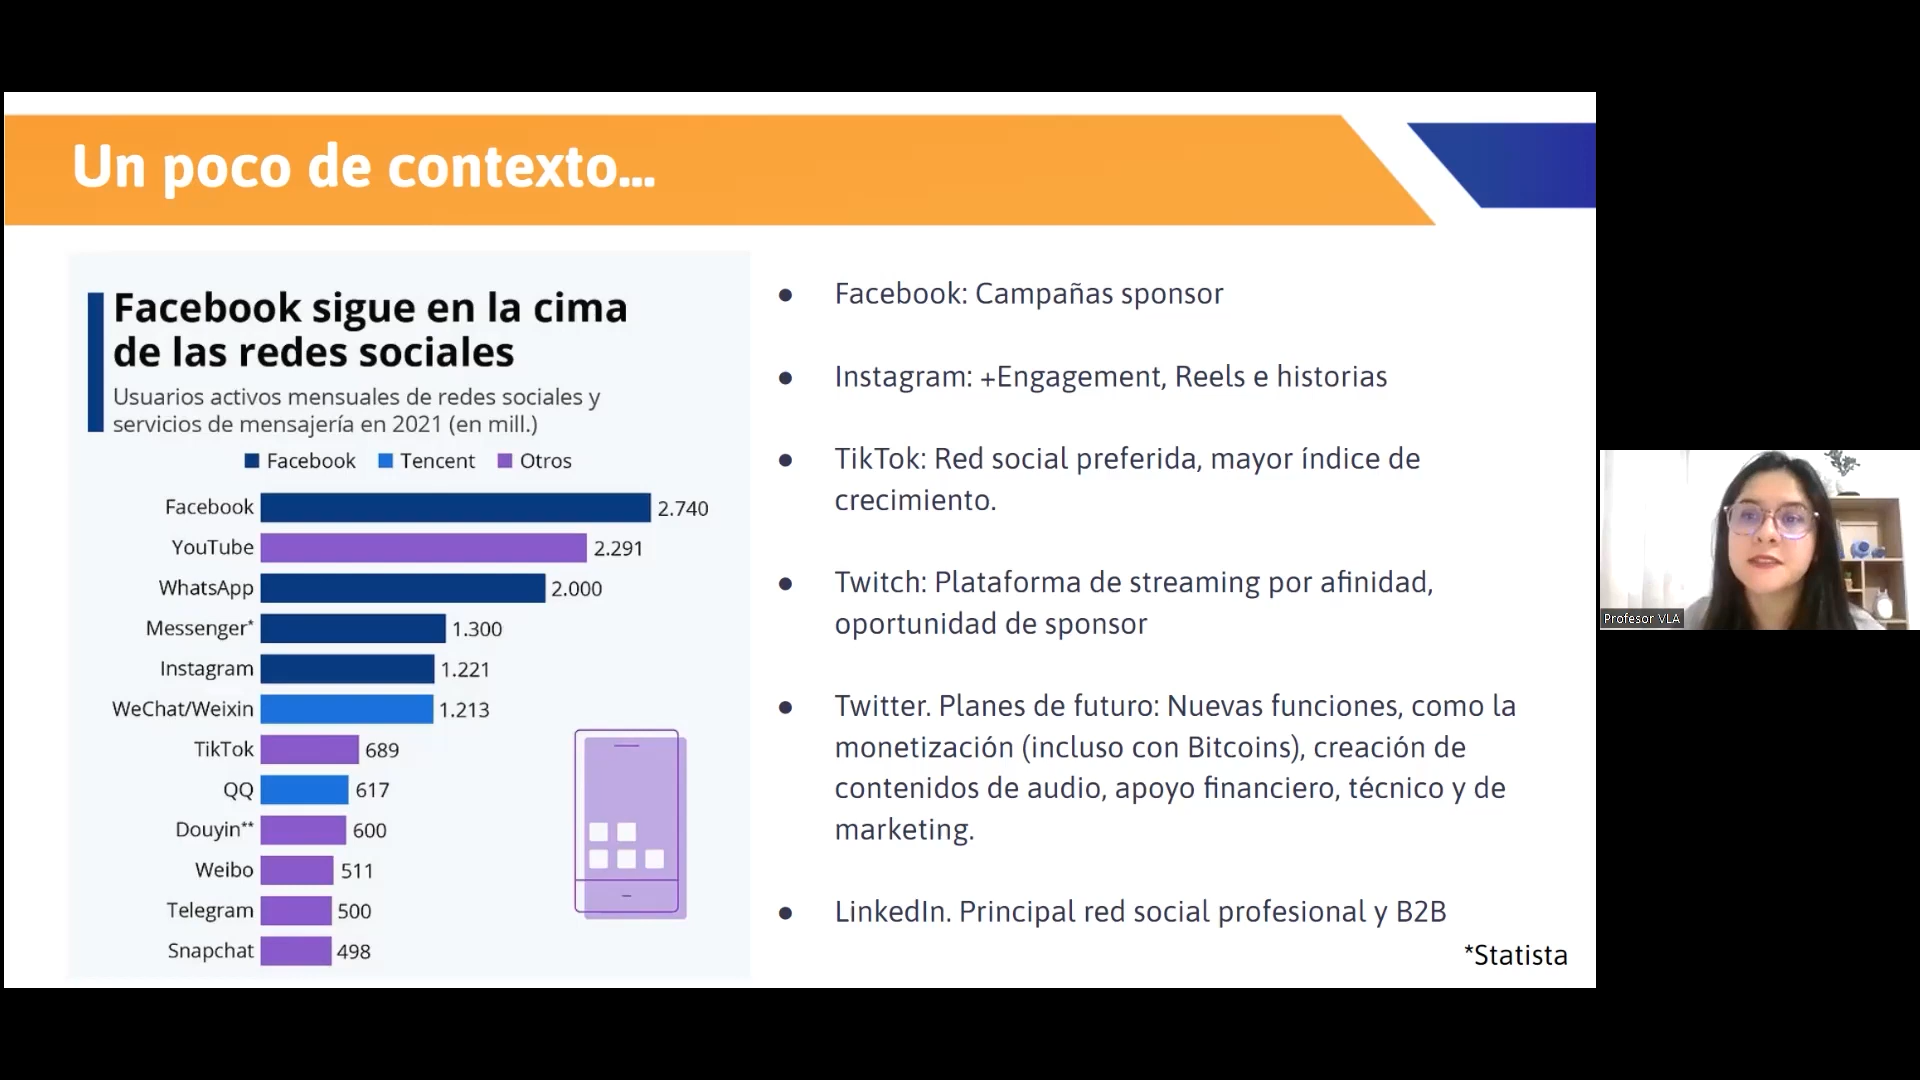 Un poco de contexto...
Facebook sigue en la cima
de las redes sociales
Usuarios activos mensuales de redes sociales y
servicios de mensajería en 2021 (en mill.)
Facebook Tencent Otros
Facebook 2.740
YouTube 2.291
WhatsApp 2.000
Messenger* 1.300
Instagram 1.221
WeChat/Weixin 1.213
TikTok 689
QQ 617
Douyin** 600
Weibo 511
Telegram 500
Snapchat 498
● Facebook: Campañas sponsor
● Instagram: +Engagement, Reels e historias
● TikTok: Red social preferida, mayor índice de
crecimiento.
● Twitch: Plataforma de streaming por afinidad,
oportunidad de sponsor
● Twitter. Planes de futuro: Nuevas funciones, como la
monetización (incluso con Bitcoins), creación de
contenidos de audio, apoyo financiero, técnico y de
marketing.
● LinkedIn. Principal red social profesional y B2B
*Statista
Profesor VLA